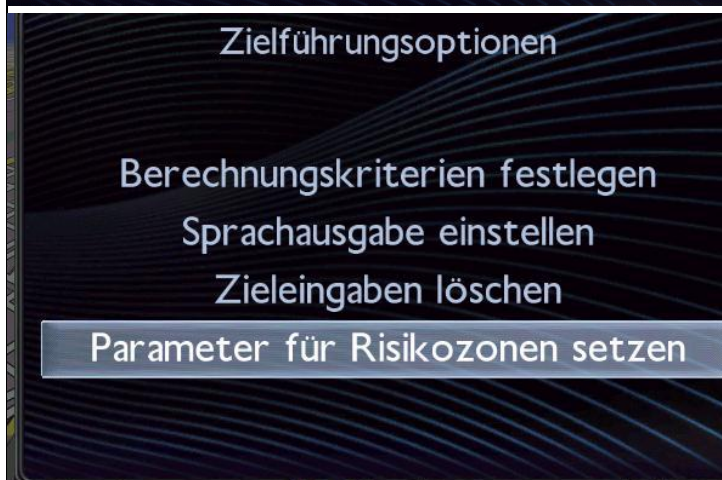 Zielführungsoptionen
Berechnungskriterien festlegen
Sprachausgabe einstellen
Zieleingaben löschen
Parameter für Risikozonen setzen